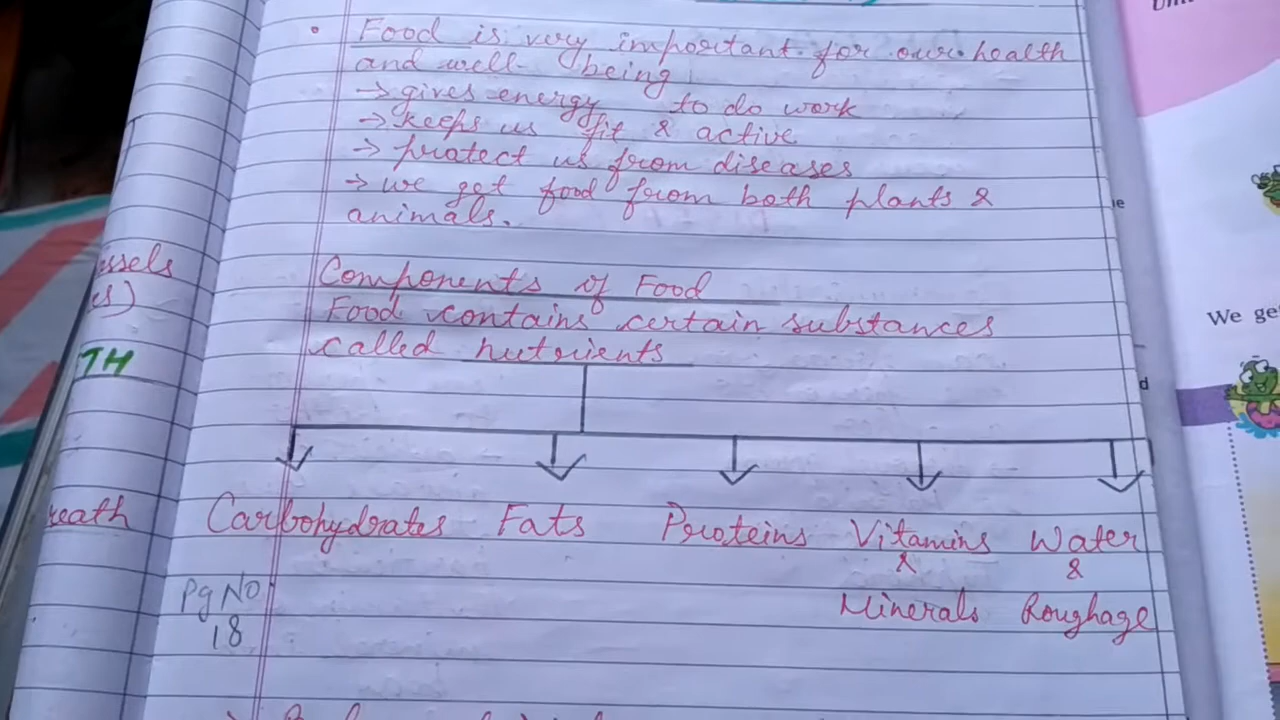 • Food is very important for our health
and well-being
→ gives energy to do work
→ keeps us fit & active
→ protect us from diseases
→ we get food from both plants &
animals.
Components of Food
Food contains certain substances
called nutrients
Carbohydrates Fats Proteins Vitamins & Minerals Water & Roughage
Pg No
18
TH
We ge